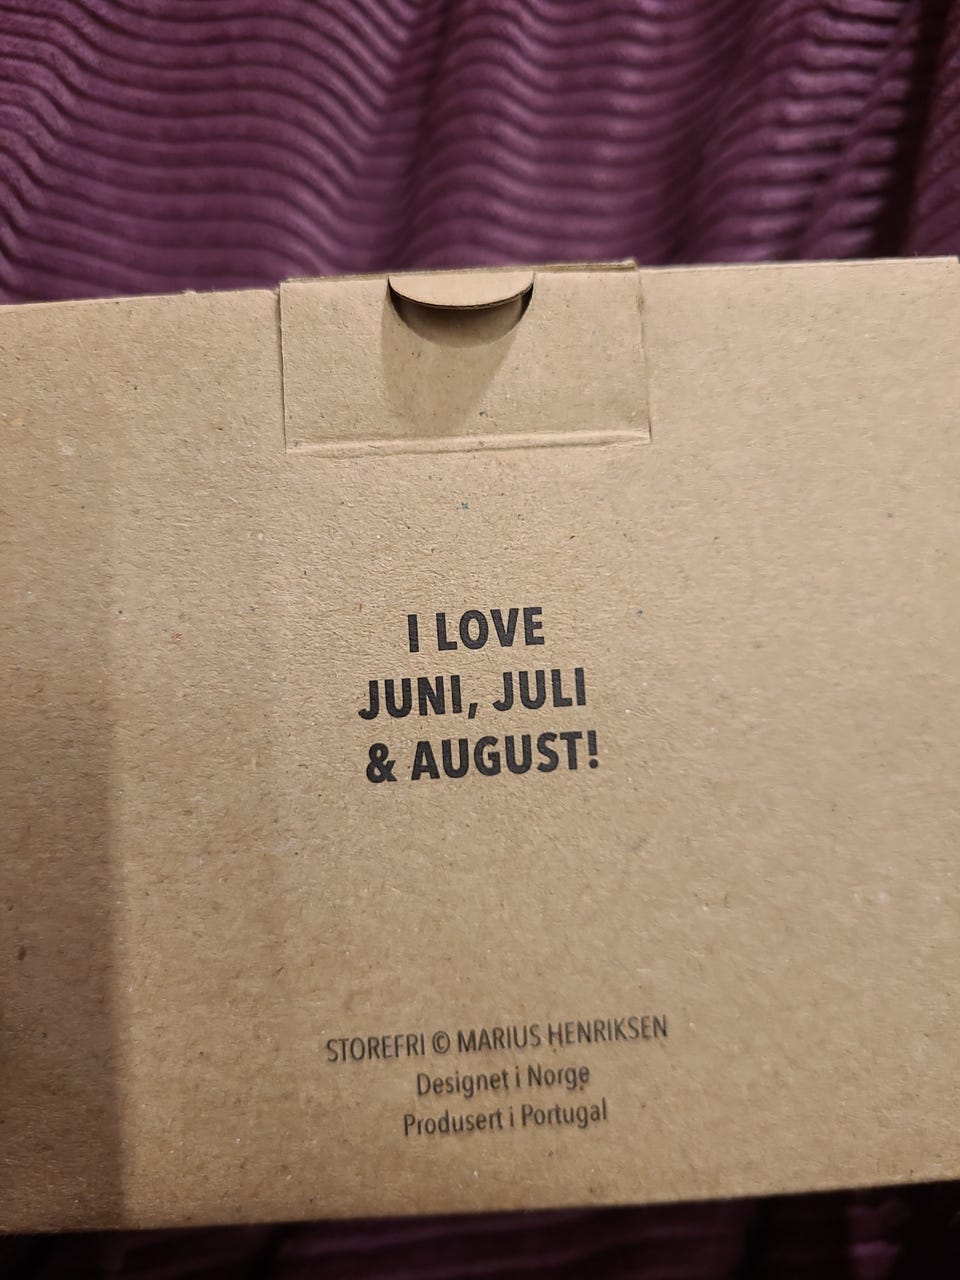 I LOVE
JUNI, JULI
& AUGUST!
STOREFRI © MARIUS HENRIKSEN
Designet i Norge
Produsert i Portugal